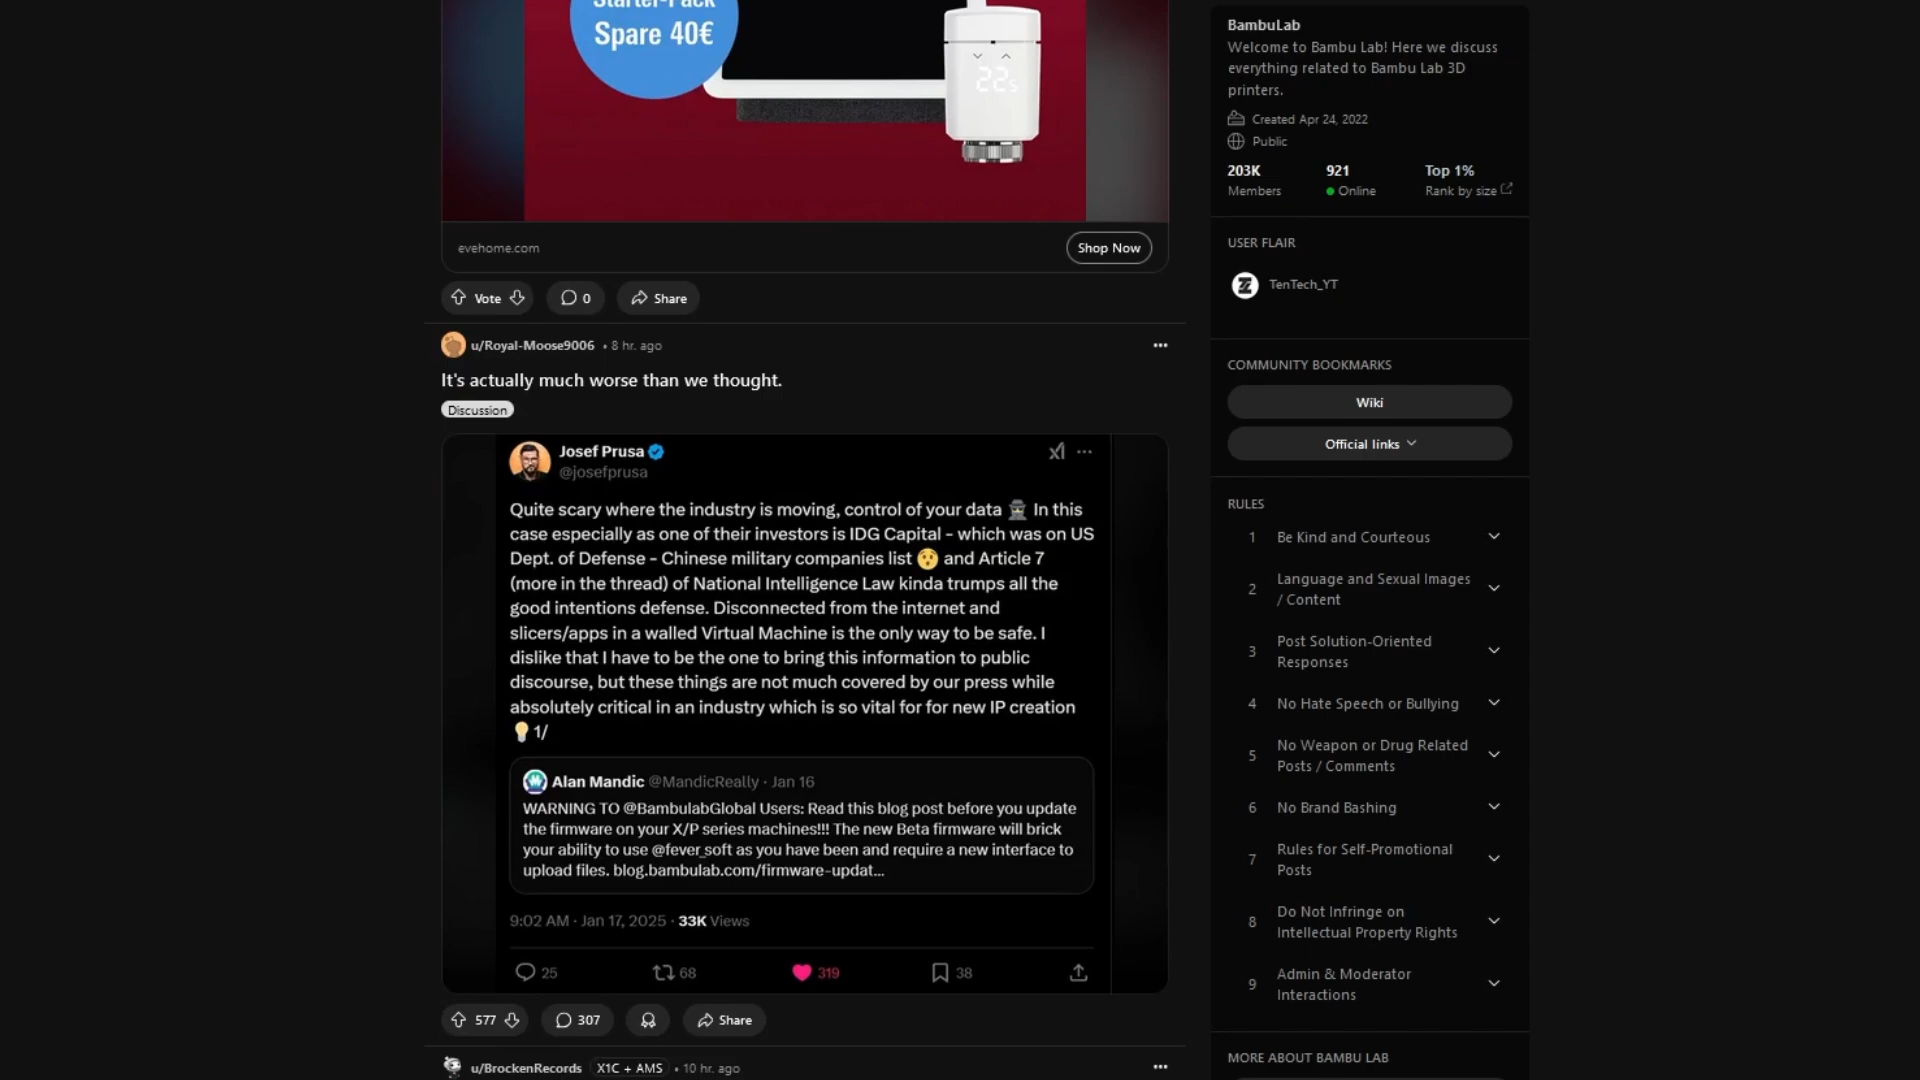 Starter-Pack
Spare 40€
22
evehome.com
Shop Now
Vote
0
Share
u/Royal-Moose9006 • 8 hr. ago
It's actually much worse than we thought.
Discussion
Josef Prusa
@josefprusa
Quite scary where the industry is moving, control of your data 🕵️ In this
case especially as one of their investors is IDG Capital - which was on US
Dept. of Defense - Chinese military companies list 😲 and Article 7
(more in the thread) of National Intelligence Law kinda trumps all the
good intentions defense. Disconnected from the internet and
slicers/apps in a walled Virtual Machine is the only way to be safe. I
dislike that I have to be the one to bring this information to public
discourse, but these things are not much covered by our press while
absolutely critical in an industry which is so vital for for new IP creation
💡 1/
Alan Mandic @MandicReally · Jan 16
WARNING TO @BambulabGlobal Users: Read this blog post before you update
the firmware on your X/P series machines!!! The new Beta firmware will brick
your ability to use @fever_soft as you have been and require a new interface to
upload files. blog.bambulab.com/firmware-updat...
9:02 AM · Jan 17, 2025 · 33K Views
25
68
319
38
577
307
Share
u/BrockenRecords X1C + AMS • 10 hr. ago
BambuLab
Welcome to Bambu Lab! Here we discuss
everything related to Bambu Lab 3D
printers.
Created Apr 24, 2022
Public
203K
921
Top 1%
Members
Online
Rank by size
USER FLAIR
TenTech_YT
COMMUNITY BOOKMARKS
Wiki
Official links
RULES
1 Be Kind and Courteous
2 Language and Sexual Images
/ Content
3 Post Solution-Oriented
Responses
4 No Hate Speech or Bullying
5 No Weapon or Drug Related
Posts / Comments
6 No Brand Bashing
7 Rules for Self-Promotional
Posts
8 Do Not Infringe on
Intellectual Property Rights
9 Admin & Moderator
Interactions
MORE ABOUT BAMBU LAB